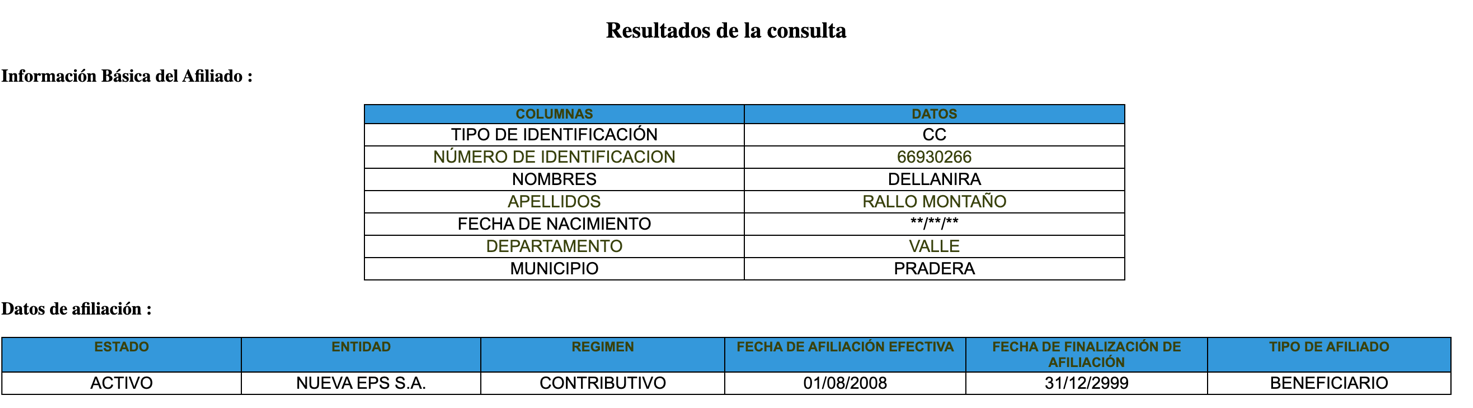 Resultados de la consulta
Información Básica del Afiliado :
COLUMNAS DATOS
TIPO DE IDENTIFICACIÓN CC
NÚMERO DE IDENTIFICACION 66930266
NOMBRES DELLANIRA
APELLIDOS RALLO MONTAÑO
FECHA DE NACIMIENTO **/**/**
DEPARTAMENTO VALLE
MUNICIPIO PRADERA
Datos de afiliación :
ESTADO ENTIDAD REGIMEN FECHA DE AFILIACIÓN EFECTIVA FECHA DE FINALIZACIÓN DE AFILIACIÓN TIPO DE AFILIADO
ACTIVO NUEVA EPS S.A. CONTRIBUTIVO 01/08/2008 31/12/2999 BENEFICIARIO